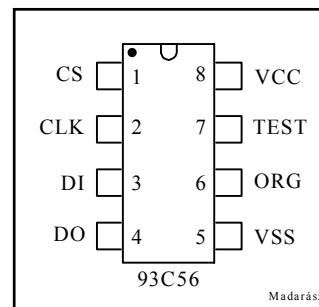 CS 1 8 VCC
CLK 2 7 TEST
DI 3 6 ORG
DO 4 5 VSS
93C56
Madarász